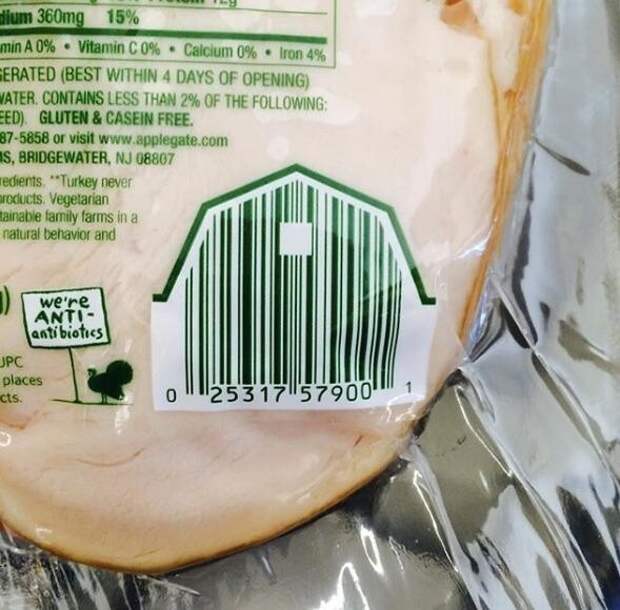 dium 360mg 15%
min A 0% • Vitamin C 0% • Calcium 0% • Iron 4%
GERATED (BEST WITHIN 4 DAYS OF OPENING)
WATER. CONTAINS LESS THAN 2% OF THE FOLLOWING:
EED). GLUTEN & CASEIN FREE.
87-5858 or visit www.applegate.com
MS, BRIDGEWATER, NJ 08807
redients. **Turkey never
products. Vegetarian
tainable family farms in a
natural behavior and
we're
ANTI-
antibiotics
UPC
places
cts.
0 25317 57900 1